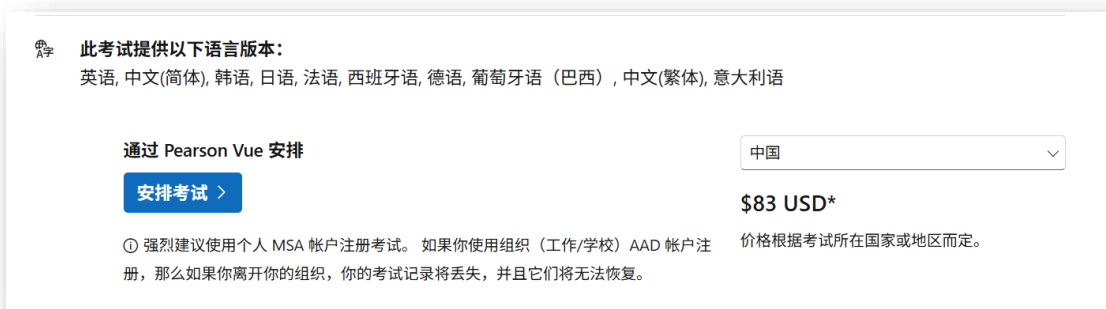 此考试提供以下语言版本：
英语, 中文(简体), 韩语, 日语, 法语, 西班牙语, 德语, 葡萄牙语（巴西）, 中文(繁体), 意大利语
通过 Pearson Vue 安排
安排考试 >
ⓘ 强烈建议使用个人 MSA 帐户注册考试。 如果你使用组织（工作/学校）AAD 帐户注
册，那么如果你离开你的组织，你的考试记录将丢失，并且它们将无法恢复。
中国
$83 USD*
价格根据考试所在国家或地区而定。